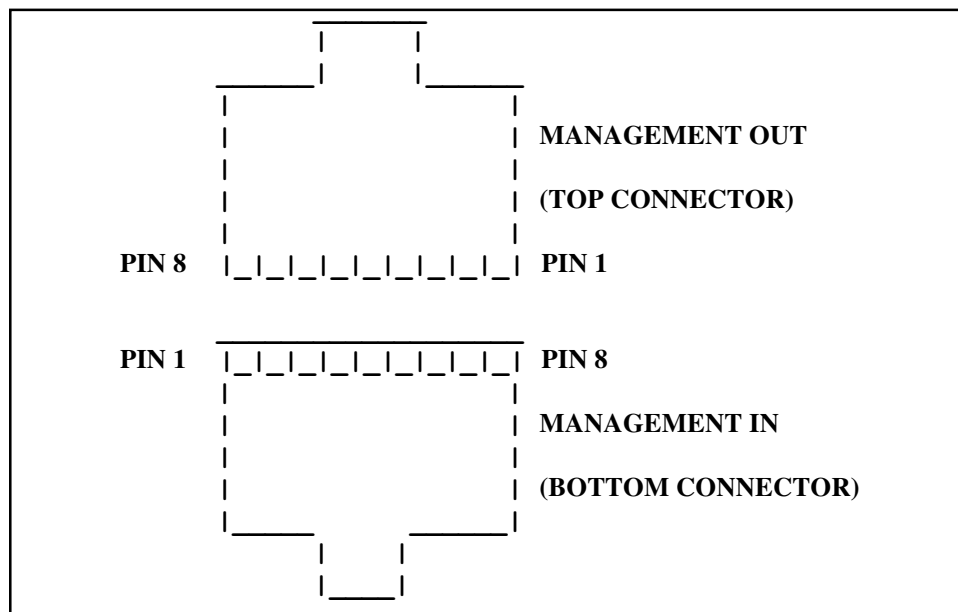 MANAGEMENT OUT
(TOP CONNECTOR)
PIN 8 PIN 1
PIN 1 PIN 8
MANAGEMENT IN
(BOTTOM CONNECTOR)